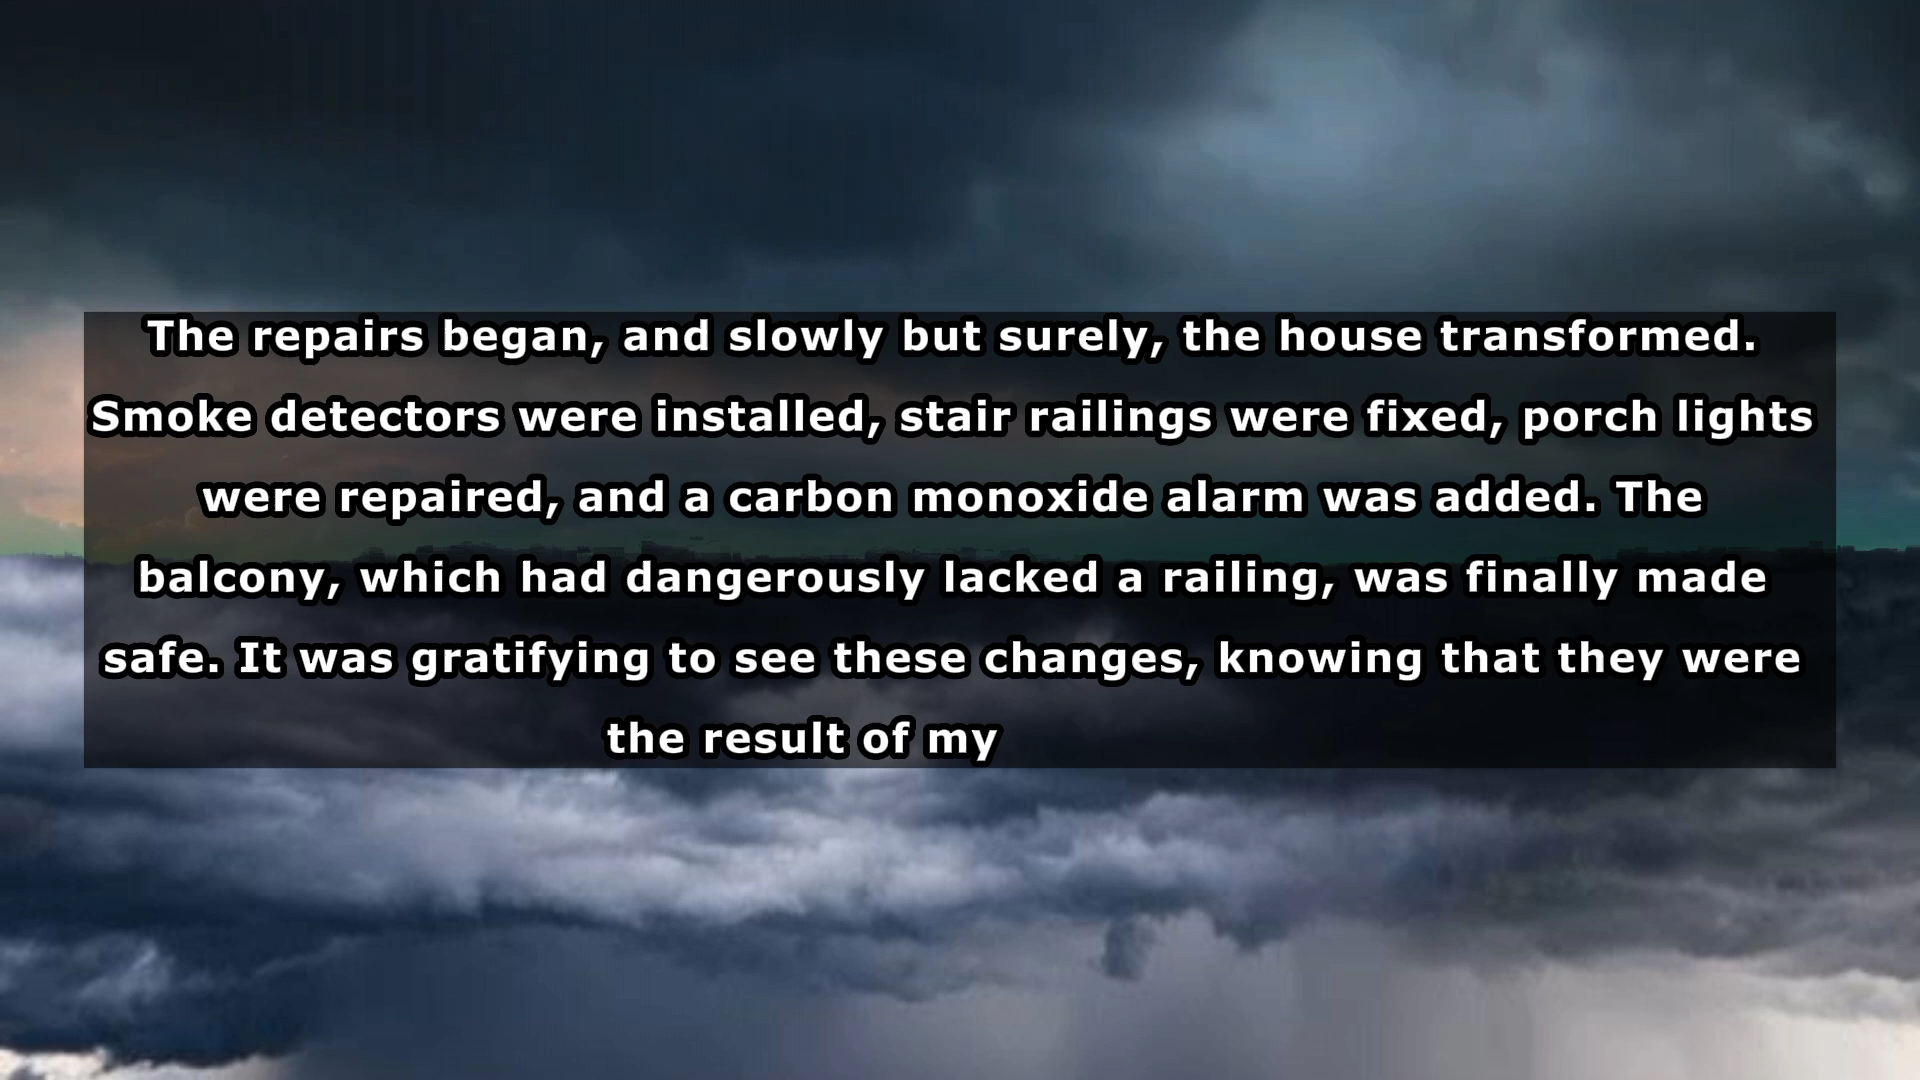 The repairs began, and slowly but surely, the house transformed.
Smoke detectors were installed, stair railings were fixed, porch lights
were repaired, and a carbon monoxide alarm was added. The
balcony, which had dangerously lacked a railing, was finally made
safe. It was gratifying to see these changes, knowing that they were
the result of my